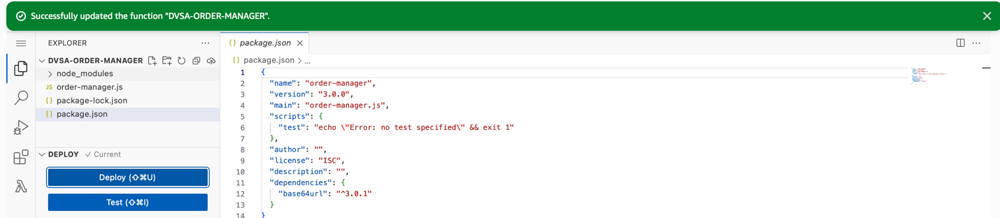 Successfully updated the function "DVSA-ORDER-MANAGER".
EXPLORER
DVSA-ORDER-MANAGER
node_modules
JS order-manager.js
{} package-lock.json
{} package.json
DEPLOY ✓ Current
Deploy (⇧⌘U)
Test (⇧⌘I)
{} package.json ×
{} package.json > ...
1 {
2 "name": "order-manager",
3 "version": "3.0.0",
4 "main": "order-manager.js",
5 "scripts": {
6 "test": "echo \"Error: no test specified\" && exit 1"
7 },
8 "author": "",
9 "license": "ISC",
10 "description": "",
11 "dependencies": {
12 "base64url": "^3.0.1"
13 }
14 }